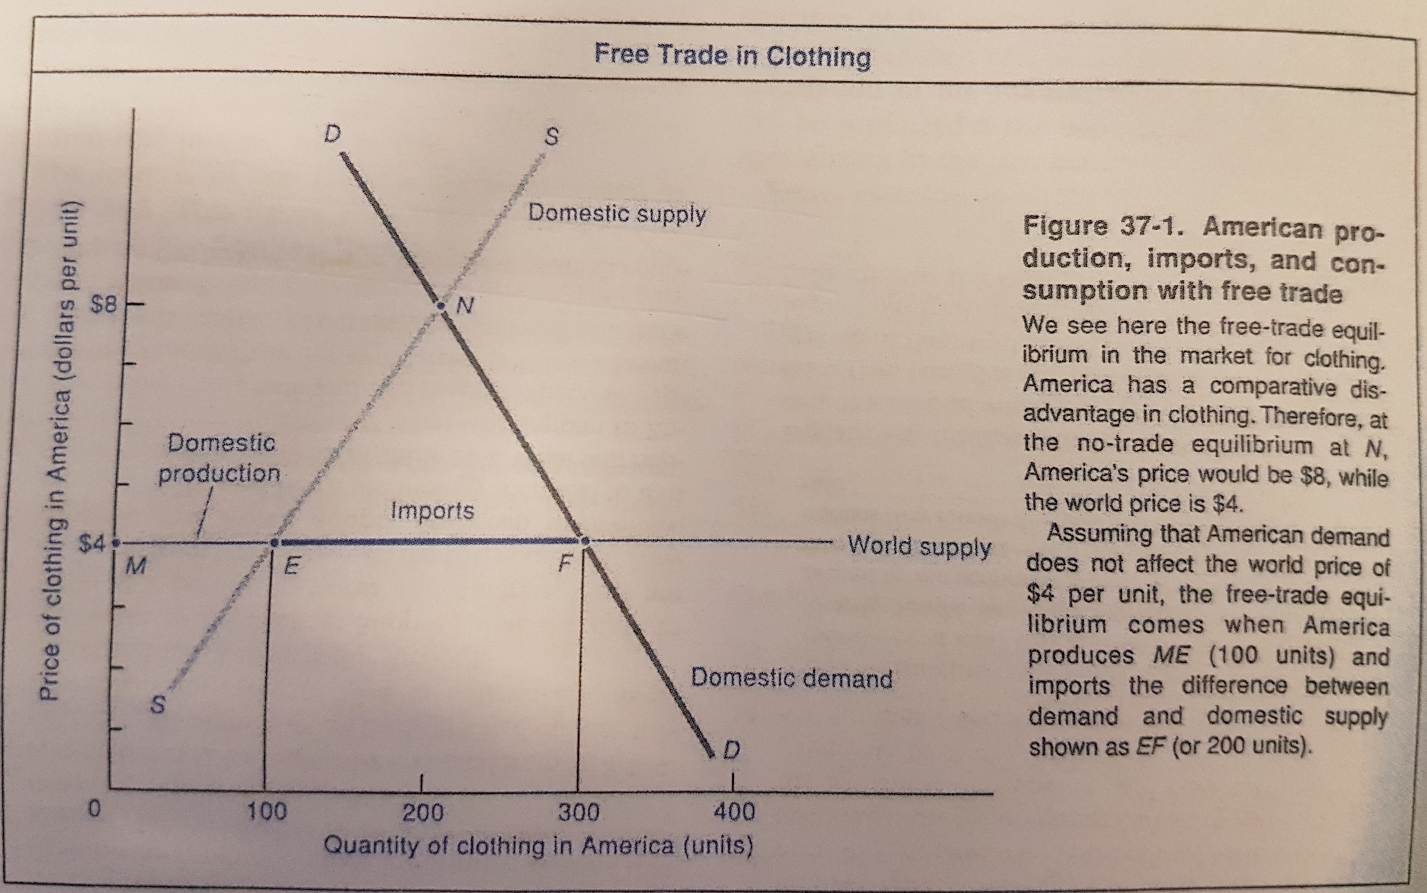 Free Trade in Clothing
D
S
Domestic supply
$8
N
Price of clothing in America (dollars per unit)
Domestic
production
Imports
$4
M
E
F
World supply
Domestic demand
S
D
0
100
200
300
400
Quantity of clothing in America (units)
Figure 37-1. American pro-
duction, imports, and con-
sumption with free trade
We see here the free-trade equil-
ibrium in the market for clothing.
America has a comparative dis-
advantage in clothing. Therefore, at
the no-trade equilibrium at N,
America's price would be $8, while
the world price is $4.
Assuming that American demand
does not affect the world price of
$4 per unit, the free-trade equi-
librium comes when America
produces ME (100 units) and
imports the difference between
demand and domestic supply
shown as EF (or 200 units).